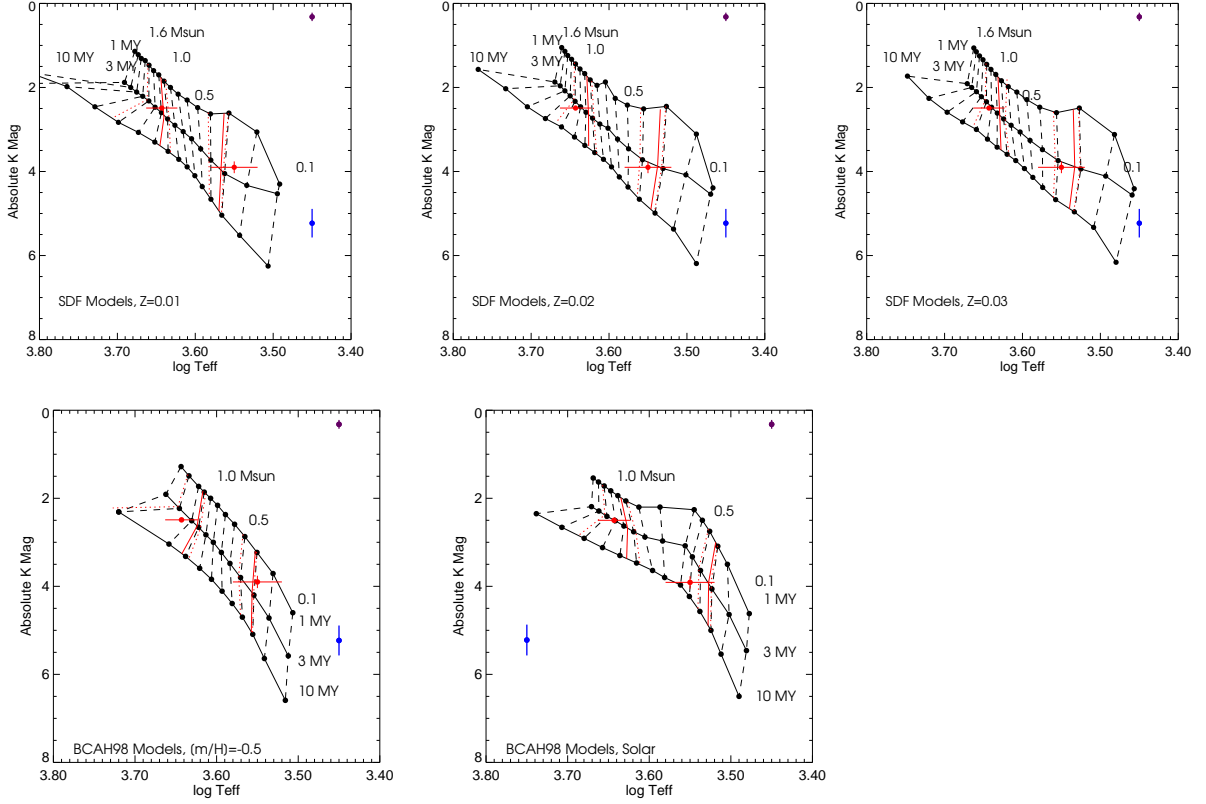 0
1.6 Msun
1 MY
1.0
10 MY
3 MY
2
0.5
4
0.1
6
SDF Models, Z=0.01
8
3.80 3.70 3.60 3.50 3.40
log Teff
Absolute K Mag
0
1.6 Msun
1 MY
1.0
10 MY
3 MY
2
0.5
4
0.1
6
SDF Models, Z=0.02
8
3.80 3.70 3.60 3.50 3.40
log Teff
Absolute K Mag
0
1.6 Msun
1 MY
1.0
10 MY
3 MY
2
0.5
4
0.1
6
SDF Models, Z=0.03
8
3.80 3.70 3.60 3.50 3.40
log Teff
Absolute K Mag
0
1.0 Msun
2
0.5
4
0.1
1 MY
3 MY
6
10 MY
BCAH98 Models, [m/H]=-0.5
8
3.80 3.70 3.60 3.50 3.40
log Teff
Absolute K Mag
0
1.0 Msun
2
0.5
4
0.1
1 MY
3 MY
6
10 MY
BCAH98 Models, Solar
8
3.80 3.70 3.60 3.50 3.40
log Teff
Absolute K Mag